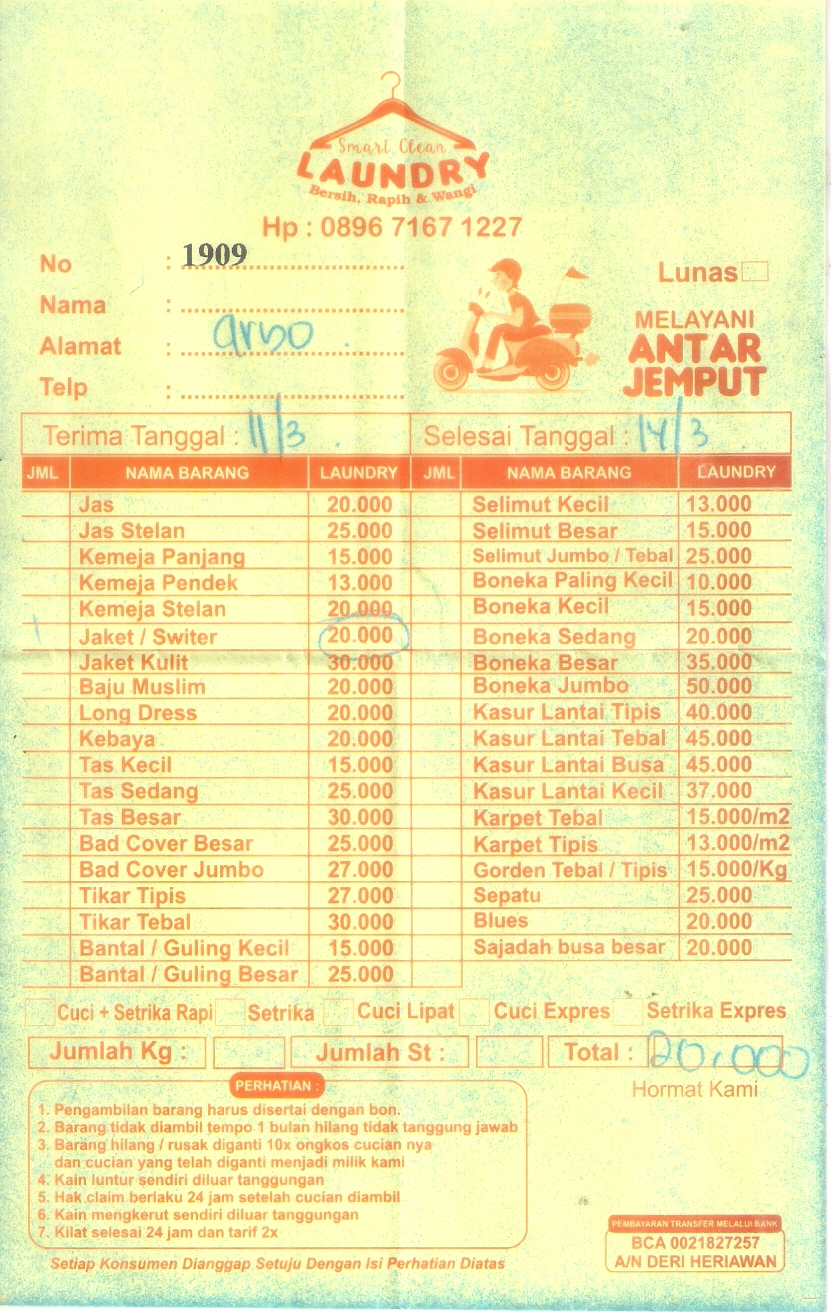 Smart Clean
LAUNDRY
Bersih, Rapih & Wangi
Hp : 0896 7167 1227
No : 1909
Lunas
Nama :
MELAYANI
Alamat : arbo
ANTAR
JEMPUT
Telp :
Terima Tanggal : 11/3 Selesai Tanggal : 14/3
JML NAMA BARANG LAUNDRY JML NAMA BARANG LAUNDRY
Jas 20.000 Selimut Kecil 13.000
Jas Stelan 25.000 Selimut Besar 15.000
Kemeja Panjang 15.000 Selimut Jumbo / Tebal 25.000
Kemeja Pendek 13.000 Boneka Paling Kecil 10.000
Kemeja Stelan 20.000 Boneka Kecil 15.000
1 Jaket / Switer 20.000 Boneka Sedang 20.000
Jaket Kulit 30.000 Boneka Besar 35.000
Baju Muslim 20.000 Boneka Jumbo 50.000
Long Dress 20.000 Kasur Lantai Tipis 40.000
Kebaya 20.000 Kasur Lantai Tebal 45.000
Tas Kecil 15.000 Kasur Lantai Busa 45.000
Tas Sedang 25.000 Kasur Lantai Kecil 37.000
Tas Besar 30.000 Karpet Tebal 15.000/m2
Bad Cover Besar 25.000 Karpet Tipis 13.000/m2
Bad Cover Jumbo 27.000 Gorden Tebal / Tipis 15.000/Kg
Tikar Tipis 27.000 Sepatu 25.000
Tikar Tebal 30.000 Blues 20.000
Bantal / Guling Kecil 15.000 Sajadah busa besar 20.000
Bantal / Guling Besar 25.000
Cuci + Setrika Rapi Setrika Cuci Lipat Cuci Expres Setrika Expres
Jumlah Kg : Jumlah St : Total : 20.000
Hormat Kami
PERHATIAN :
1. Pengambilan barang harus disertai dengan bon.
2. Barang tidak diambil tempo 1 bulan hilang tidak tanggung jawab
3. Barang hilang / rusak diganti 10x ongkos cucian nya
dan cucian yang telah diganti menjadi milik kami
4. Kain luntur sendiri diluar tanggungan
5. Hak claim berlaku 24 jam setelah cucian diambil
6. Kain mengkerut sendiri diluar tanggungan
7. Kilat selesai 24 jam dan tarif 2x
Setiap Konsumen Dianggap Setuju Dengan Isi Perhatian Diatas
PEMBAYARAN TRANSFER MELALUI BANK
BCA 0021827257
A/N DERI HERIAWAN